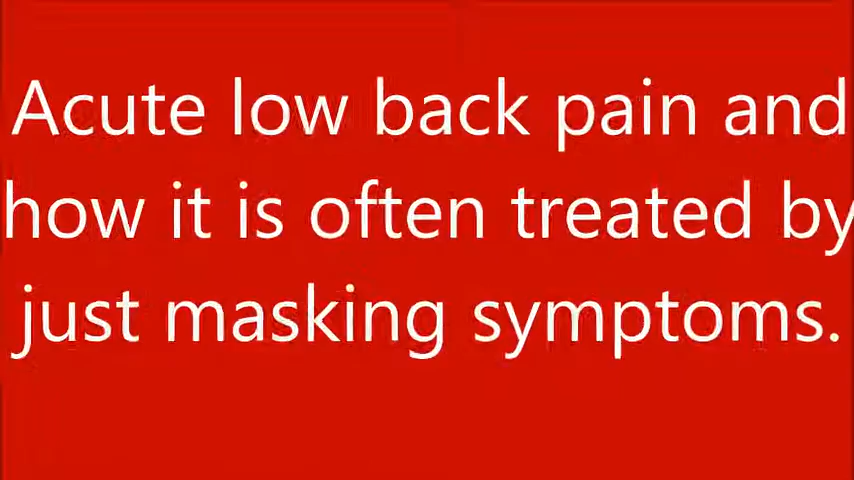 Acute low back pain and
how it is often treated by
just masking symptoms.